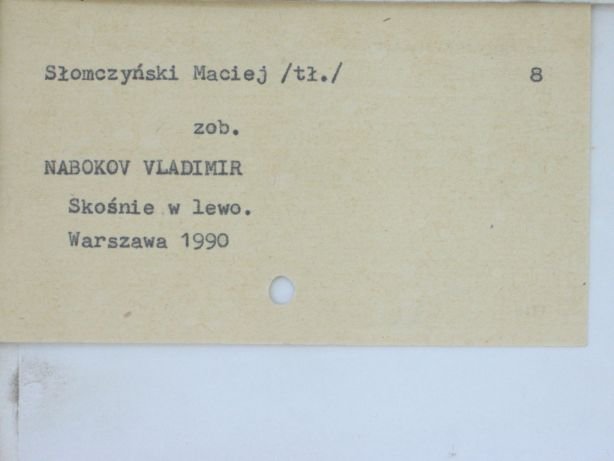 Słomczyński Maciej /tł./ 8
zob.
NABOKOV VLADIMIR
Skośnie w lewo.
Warszawa 1990